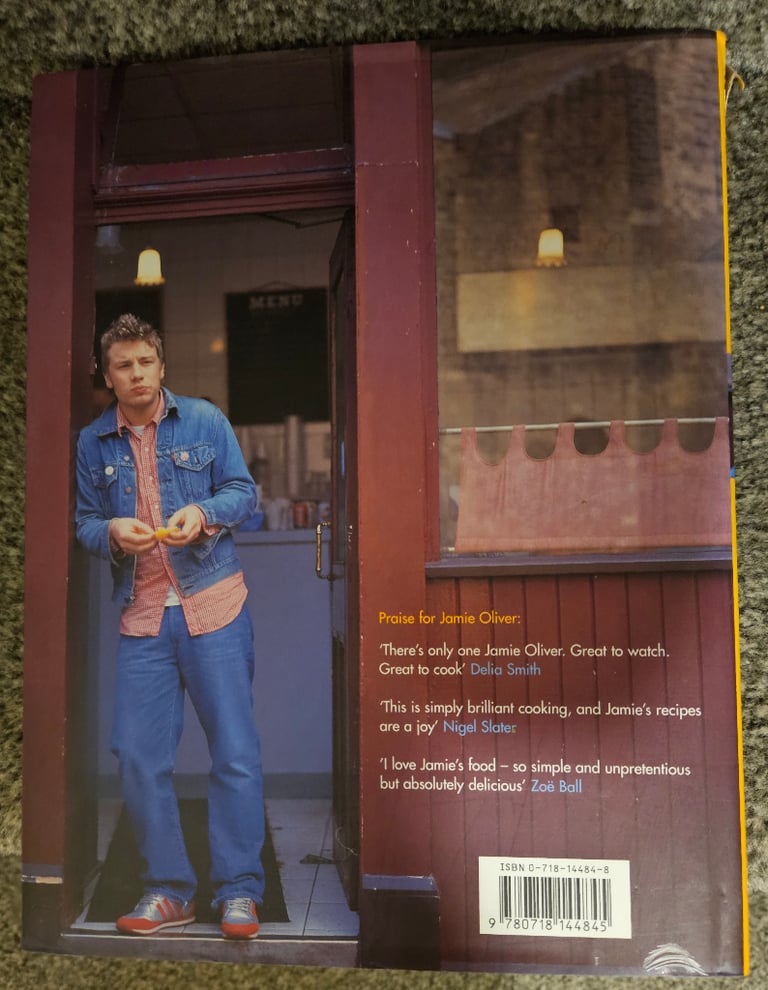 MENU
Praise for Jamie Oliver:
‘There’s only one Jamie Oliver. Great to watch.
Great to cook’ Delia Smith
‘This is simply brilliant cooking, and Jamie’s recipes
are a joy’ Nigel Slater
‘I love Jamie’s food – so simple and unpretentious
but absolutely delicious’ Zoë Ball
ISBN 0-718-14484-8
9 780718 144845